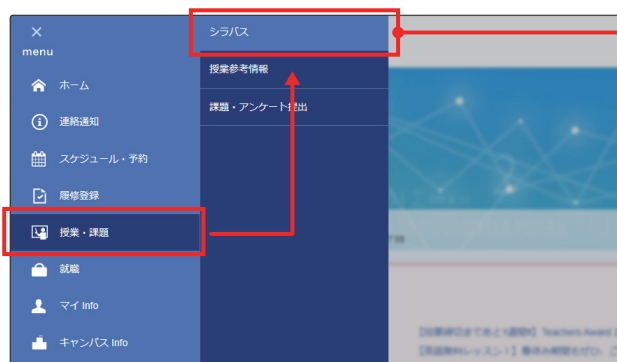 menu
ホーム
連絡通知
スケジュール・予約
履修登録
授業・課題
就職
マイ Info
キャンパス Info
シラバス
授業参考情報
課題・アンケート提出